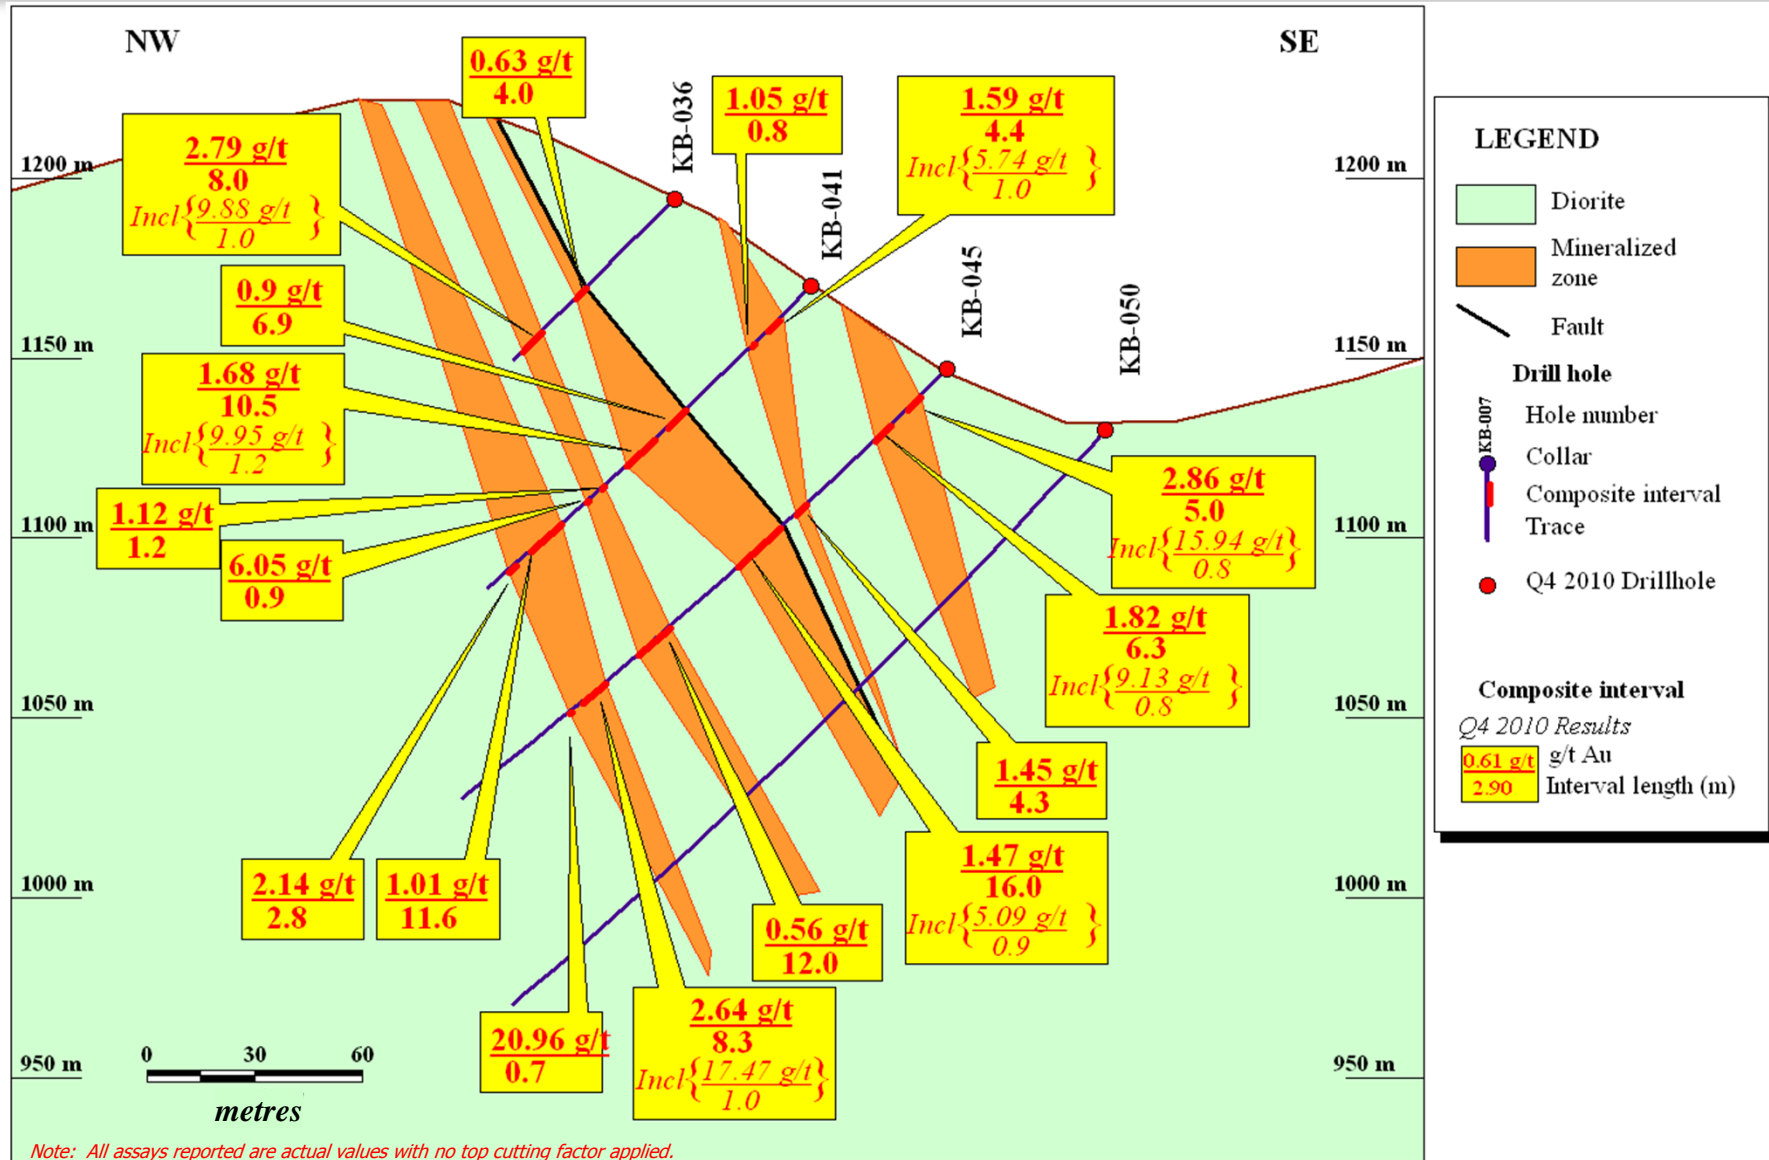 NW
SE
0.63 g/t
4.0
KB-036
1.05 g/t
0.8
1.59 g/t
4.4
Incl{5.74 g/t}
1.0
KB-041
2.79 g/t
8.0
Incl{9.88 g/t}
1.0
1200 m
1200 m
KB-045
KB-050
0.9 g/t
6.9
1150 m
1150 m
1.68 g/t
10.5
Incl{9.95 g/t}
1.2
2.86 g/t
5.0
Incl{15.94 g/t}
0.8
1.12 g/t
1.2
1100 m
1100 m
6.05 g/t
0.9
1.82 g/t
6.3
Incl{9.13 g/t}
0.8
1050 m
1050 m
1.45 g/t
4.3
1.47 g/t
16.0
Incl{5.09 g/t}
0.9
2.14 g/t
2.8
1.01 g/t
11.6
1000 m
1000 m
0.56 g/t
12.0
2.64 g/t
8.3
Incl{17.47 g/t}
1.0
20.96 g/t
0.7
950 m
950 m
0 30 60
metres
Note: All assays reported are actual values with no top cutting factor applied.
LEGEND
Diorite
Mineralized
zone
Fault
Drill hole
KB-007
Hole number
Collar
Composite interval
Trace
Q4 2010 Drillhole
Composite interval
Q4 2010 Results
0.61 g/t
2.90
g/t Au
Interval length (m)